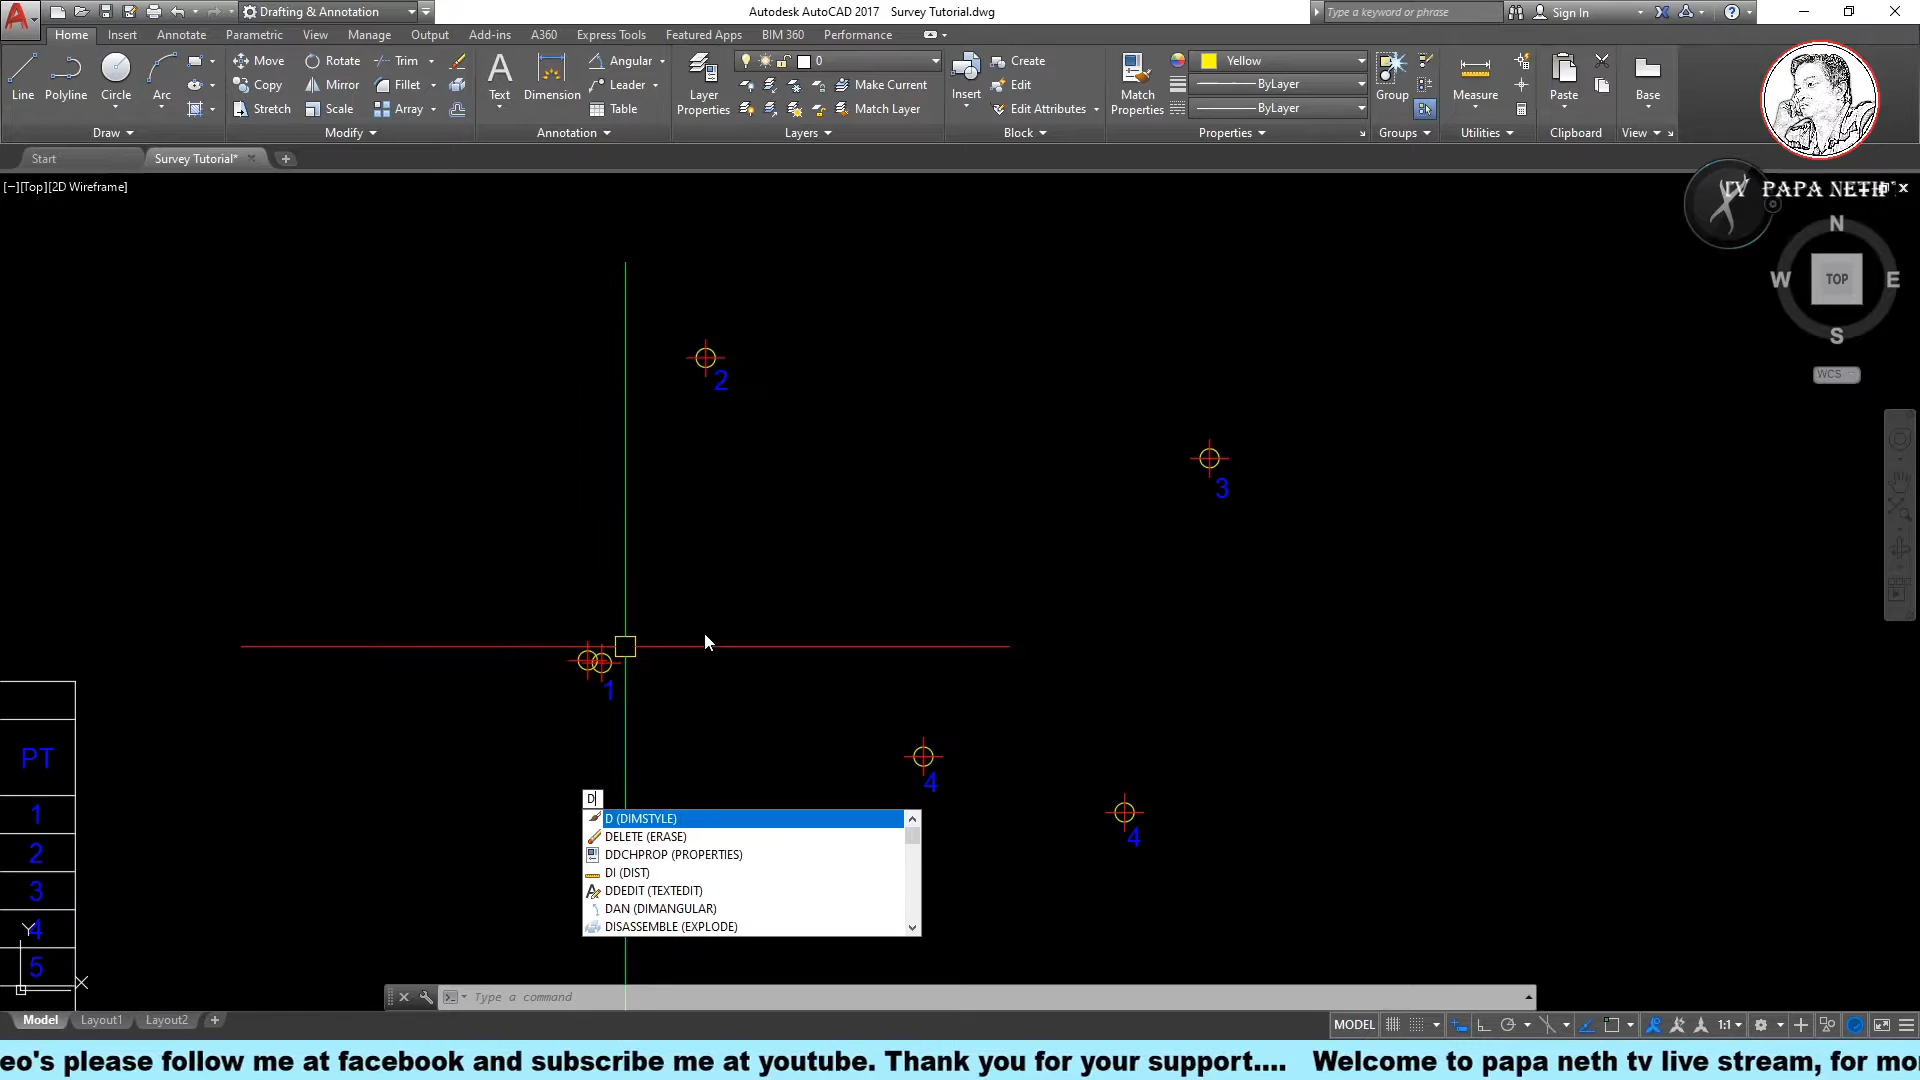 Drafting & Annotation
Autodesk AutoCAD 2017 Survey Tutorial.dwg
Type a keyword or phrase
Sign In
Home Insert Annotate Parametric View Manage Output Add-ins A360 Express Tools Featured Apps BIM 360 Performance
Line
Polyline
Circle
Arc
Draw
Move
Rotate
Trim
Copy
Mirror
Fillet
Stretch
Scale
Array
Modify
Text
Dimension
Angular
Leader
Table
Annotation
Layer
Properties
0
Make Current
Match Layer
Layers
Insert
Create
Edit
Edit Attributes
Block
Match
Properties
Yellow
ByLayer
ByLayer
Properties
Group
Groups
Measure
Utilities
Paste
Clipboard
Base
View
Start
Survey Tutorial*
[−][Top][2D Wireframe]
TV PAPA NETH
N
W
TOP
E
S
WCS
2
3
1
4
4
PT
1
2
3
4
5
Y
X
D
D (DIMSTYLE)
DELETE (ERASE)
DDCHPROP (PROPERTIES)
DI (DIST)
DDEDIT (TEXTEDIT)
DAN (DIMANGULAR)
DISASSEMBLE (EXPLODE)
Type a command
Model
Layout1
Layout2
MODEL
1:1
eo's please follow me at facebook and subscribe me at youtube. Thank you for your support.... Welcome to papa neth tv live stream, for mo